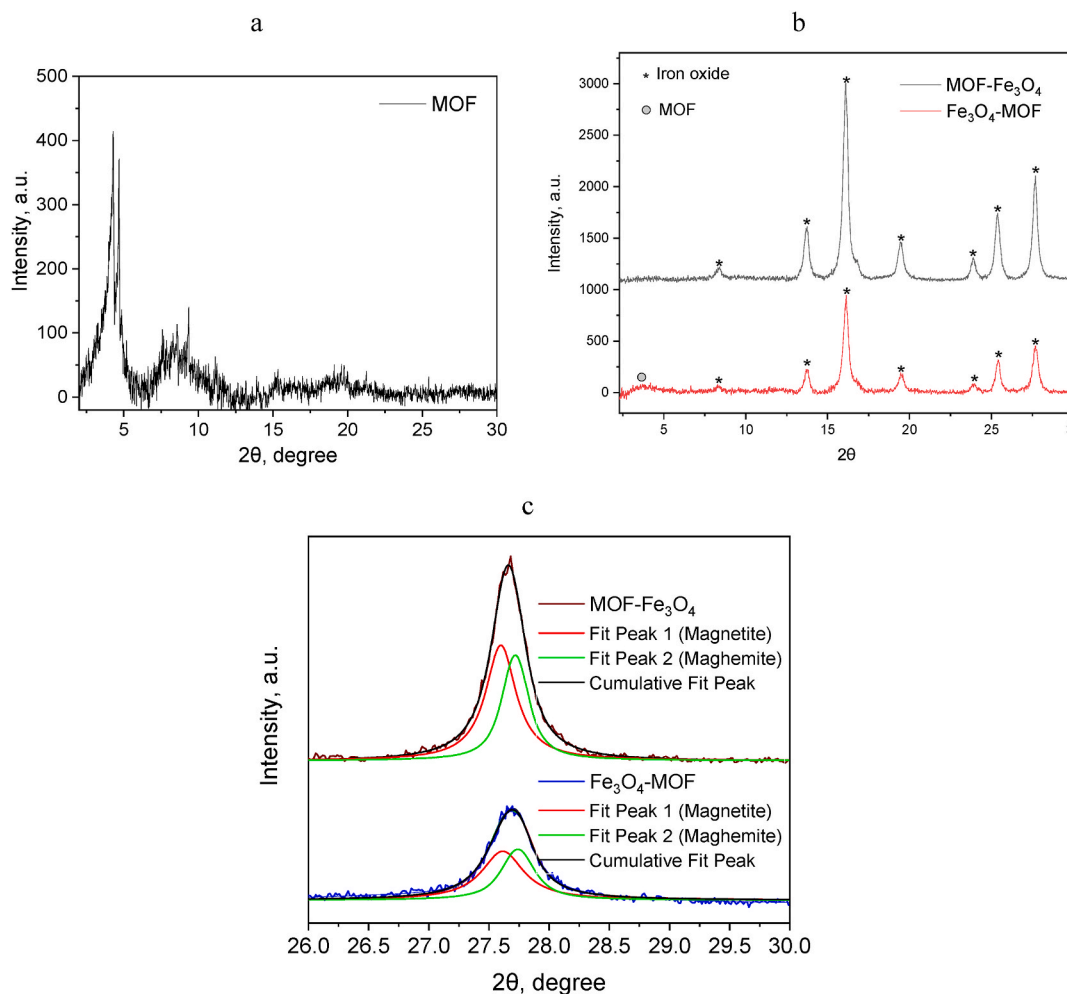 a
500
400
300
200
100
0
Intensity, a.u.
MOF
5
10
15
20
25
30
2θ, degree
b
* Iron oxide
MOF
MOF-Fe₃O₄
Fe₃O₄-MOF
3000
2500
2000
1500
1000
500
0
Intensity, a.u.
*
*
*
*
*
*
*
*
*
*
*
*
*
*
5
10
15
20
25
2θ
c
Intensity, a.u.
MOF-Fe₃O₄
Fit Peak 1 (Magnetite)
Fit Peak 2 (Maghemite)
Cumulative Fit Peak
Fe₃O₄-MOF
Fit Peak 1 (Magnetite)
Fit Peak 2 (Maghemite)
Cumulative Fit Peak
26.0 26.5 27.0 27.5 28.0 28.5 29.0 29.5 30.0
2θ, degree